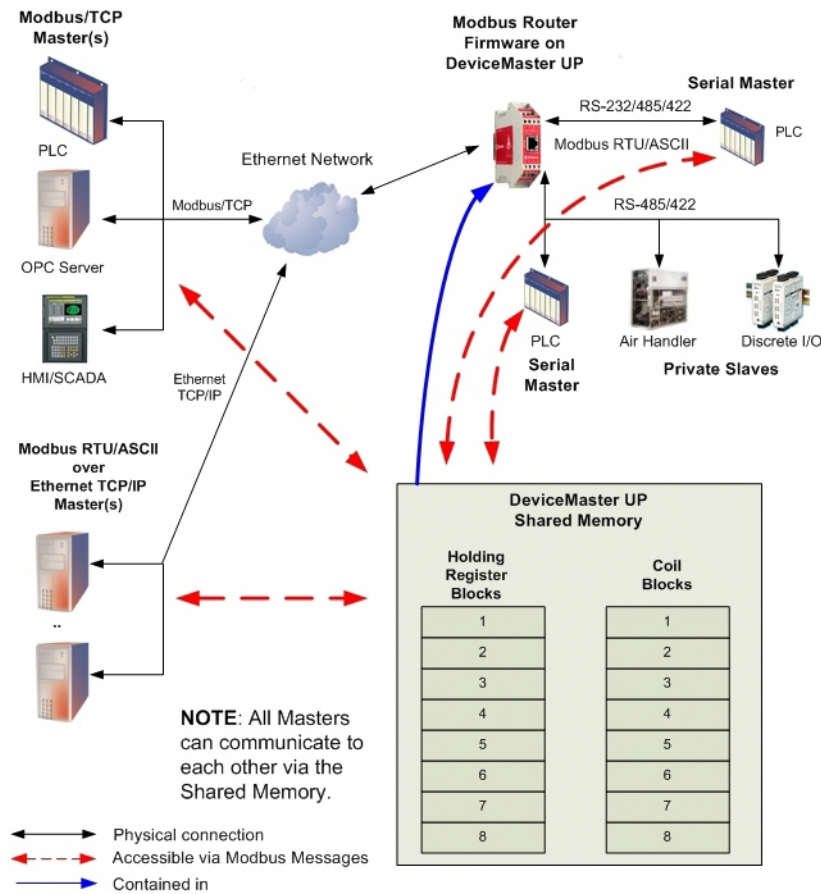 Modbus/TCP
Master(s)
PLC
OPC Server
HMI/SCADA
Modbus/TCP
Ethernet Network
Modbus Router
Firmware on
DeviceMaster UP
Serial Master
RS-232/485/422
PLC
Modbus RTU/ASCII
RS-485/422
PLC
Serial
Master
Air Handler
Discrete I/O
Private Slaves
Ethernet
TCP/IP
Modbus RTU/ASCII
over
Ethernet TCP/IP
Master(s)
..
DeviceMaster UP
Shared Memory
Holding
Register
Blocks
1
2
3
4
5
6
7
8
Coil
Blocks
1
2
3
4
5
6
7
8
NOTE: All Masters
can communicate to
each other via the
Shared Memory.
Physical connection
Accessible via Modbus Messages
Contained in